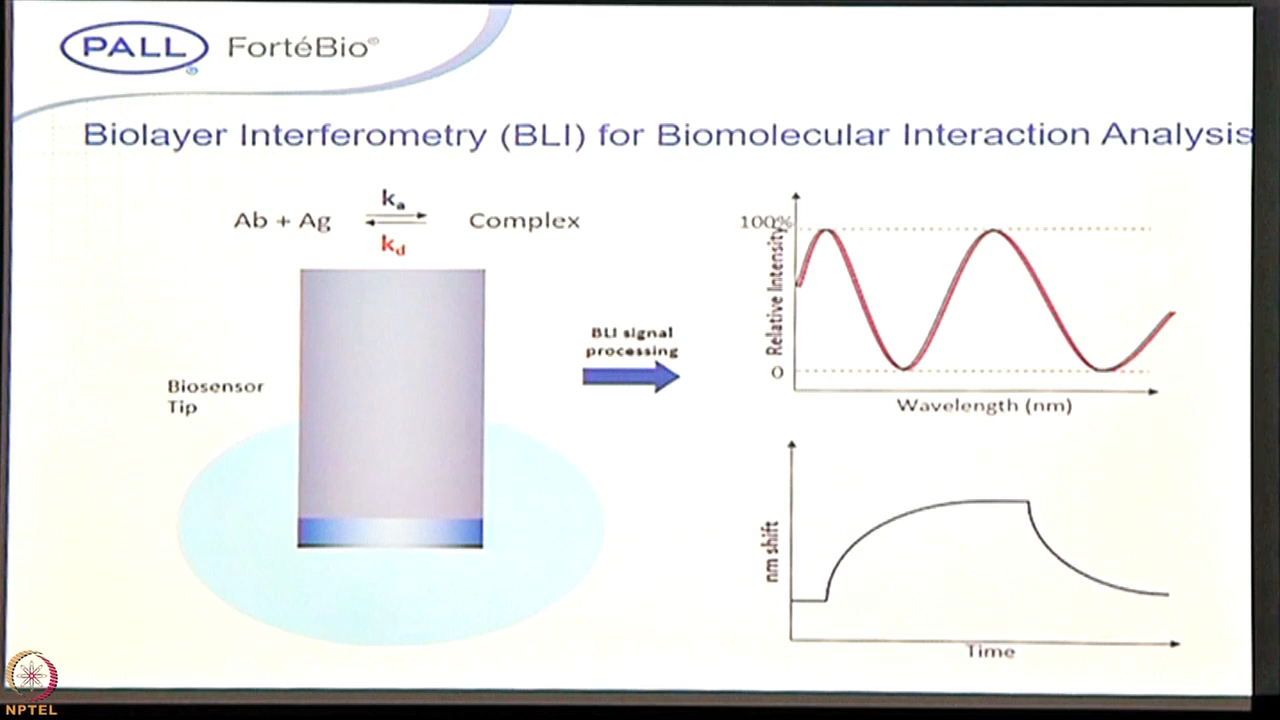 PALL ® FortéBio®
Biolayer Interferometry (BLI) for Biomolecular Interaction Analysis
ka
Ab + Ag Complex
kd
Biosensor
Tip
BLI signal
processing
100%
Relative Intensity
0
Wavelength (nm)
nm shift
Time
NPTEL